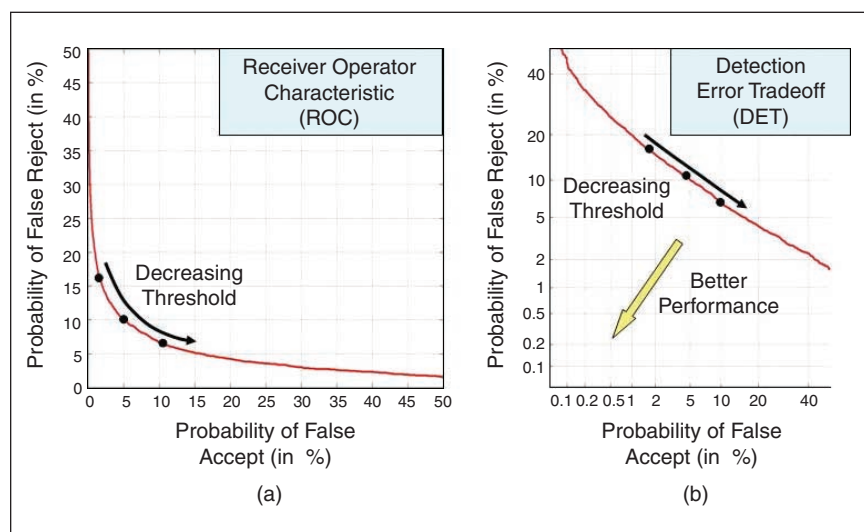 50
45
40
35
30
25
20
15
10
5
0
Probability of False Reject (in %)
Receiver Operator
Characteristic
(ROC)
Decreasing
Threshold
0 5 10 15 20 25 30 35 40 45 50
Probability of False
Accept (in %)
(a)
40
20
10
5
2
1
0.5
0.2
0.1
Probability of False Reject (in %)
Detection
Error Tradeoff
(DET)
Decreasing
Threshold
Better
Performance
0.1 0.2 0.5 1 2 5 10 20 40
Probability of False
Accept (in %)
(b)